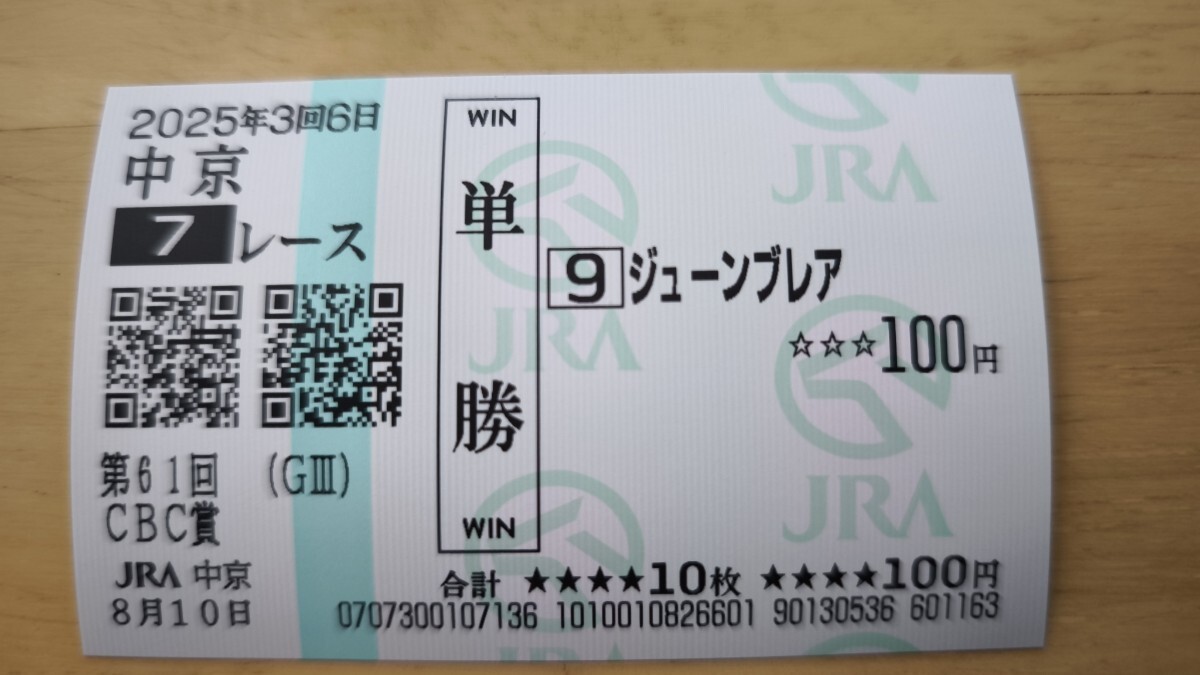 2025年3回6日
中京
7レース
第61回 (GⅢ)
CBC賞
JRA 中京
8月10日
WIN
単勝
WIN
9ジューンブレア
☆☆☆100円
合計 ★★★★10枚 ★★★★100円
0707300107136 1010010826601 90130536 601163
JRA
JRA
JRA
JRA